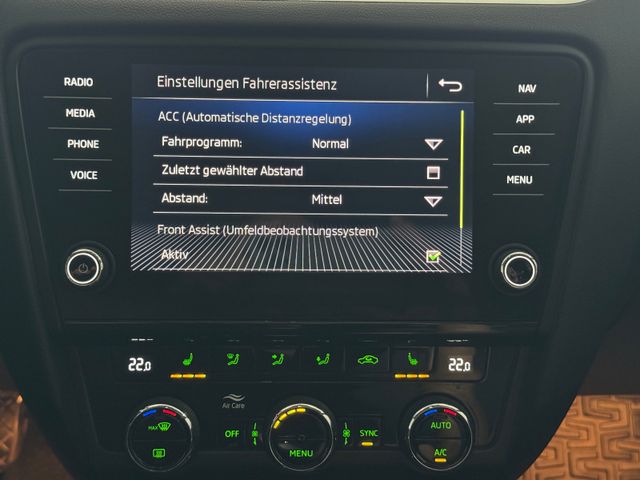 Einstellungen Fahrerassistenz
RADIO
MEDIA
PHONE
VOICE
ACC (Automatische Distanzregelung)
Fahrprogramm: Normal
Zuletzt gewählter Abstand
Abstand: Mittel
Front Assist (Umfeldbeobachtungssystem)
Aktiv
NAV
APP
CAR
MENU
22.0
22.0
Air Care
MAX
OFF
MENU
SYNC
AUTO
A/C